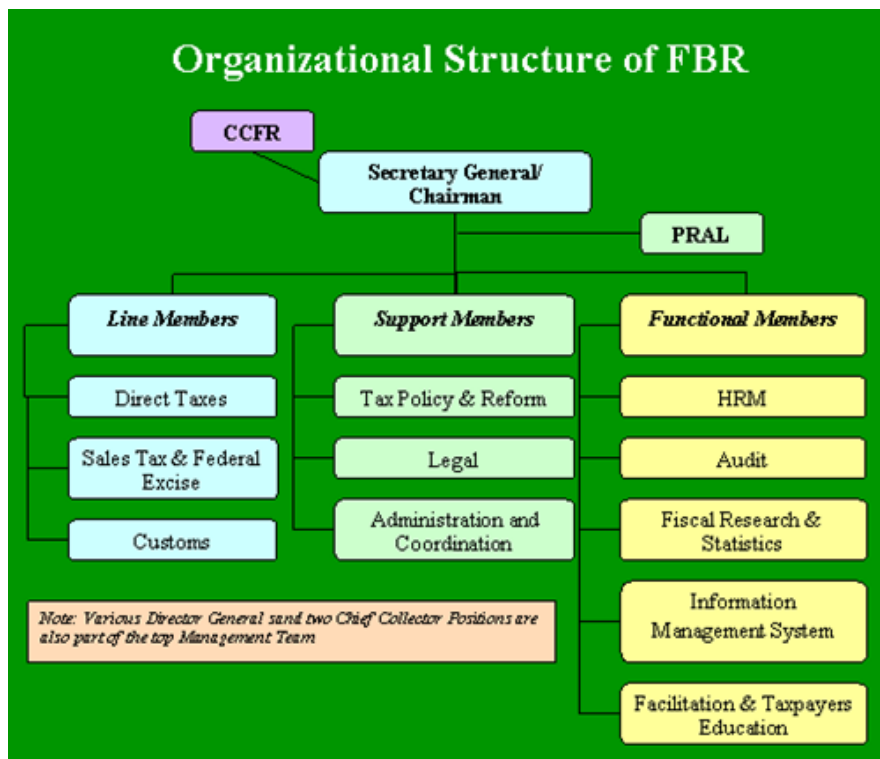 Organizational Structure of FBR
CCFR
Secretary General/
Chairman
PRAL
Line Members
Support Members
Functional Members
Direct Taxes
Tax Policy & Reform
HRM
Sales Tax & Federal
Excise
Legal
Audit
Customs
Administration and
Coordination
Fiscal Research &
Statistics
Note: Various Director General sand two Chief Collector Positions are
also part of the top Management Team
Information
Management System
Facilitation & Taxpayers
Education